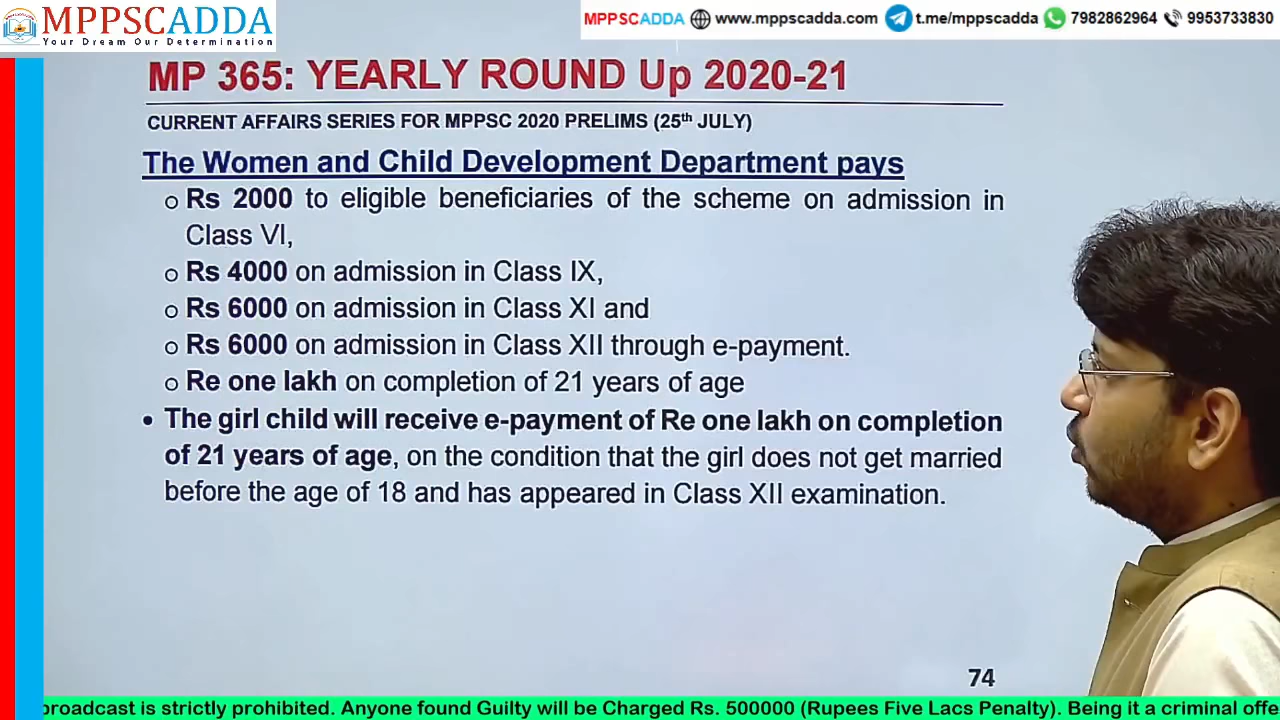 MPPSCADDA
Your Dream Our Determination
MPPSCADDA www.mppscadda.com t.me/mppscadda 7982862964 9953733830
MP 365: YEARLY ROUND Up 2020-21
CURRENT AFFAIRS SERIES FOR MPPSC 2020 PRELIMS (25th JULY)
The Women and Child Development Department pays
o Rs 2000 to eligible beneficiaries of the scheme on admission in
Class VI,
o Rs 4000 on admission in Class IX,
o Rs 6000 on admission in Class XI and
o Rs 6000 on admission in Class XII through e-payment.
o Re one lakh on completion of 21 years of age
• The girl child will receive e-payment of Re one lakh on completion
of 21 years of age, on the condition that the girl does not get married
before the age of 18 and has appeared in Class XII examination.
74
broadcast is strictly prohibited. Anyone found Guilty will be Charged Rs. 500000 (Rupees Five Lacs Penalty). Being it a criminal offe